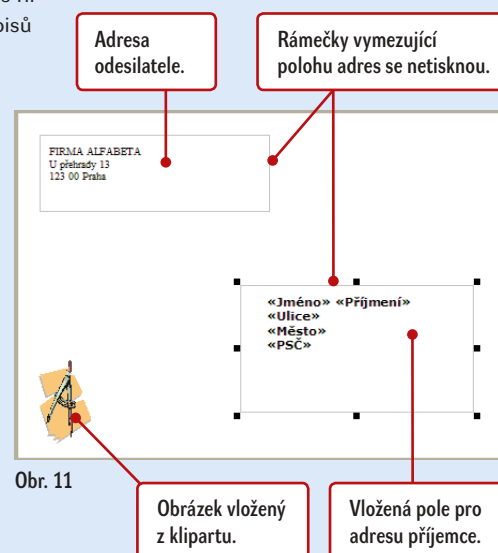 pisů
Adresa
odesilatele.
Rámečky vymezující
polohu adres se netisknou.
FIRMA ALFABETA
U přehrady 13
123 00 Praha
«Jméno» «Příjmení»
«Ulice»
«Město»
«PSČ»
Obr. 11
Obrázek vložený
z klipartu.
Vložená pole pro
adresu příjemce.